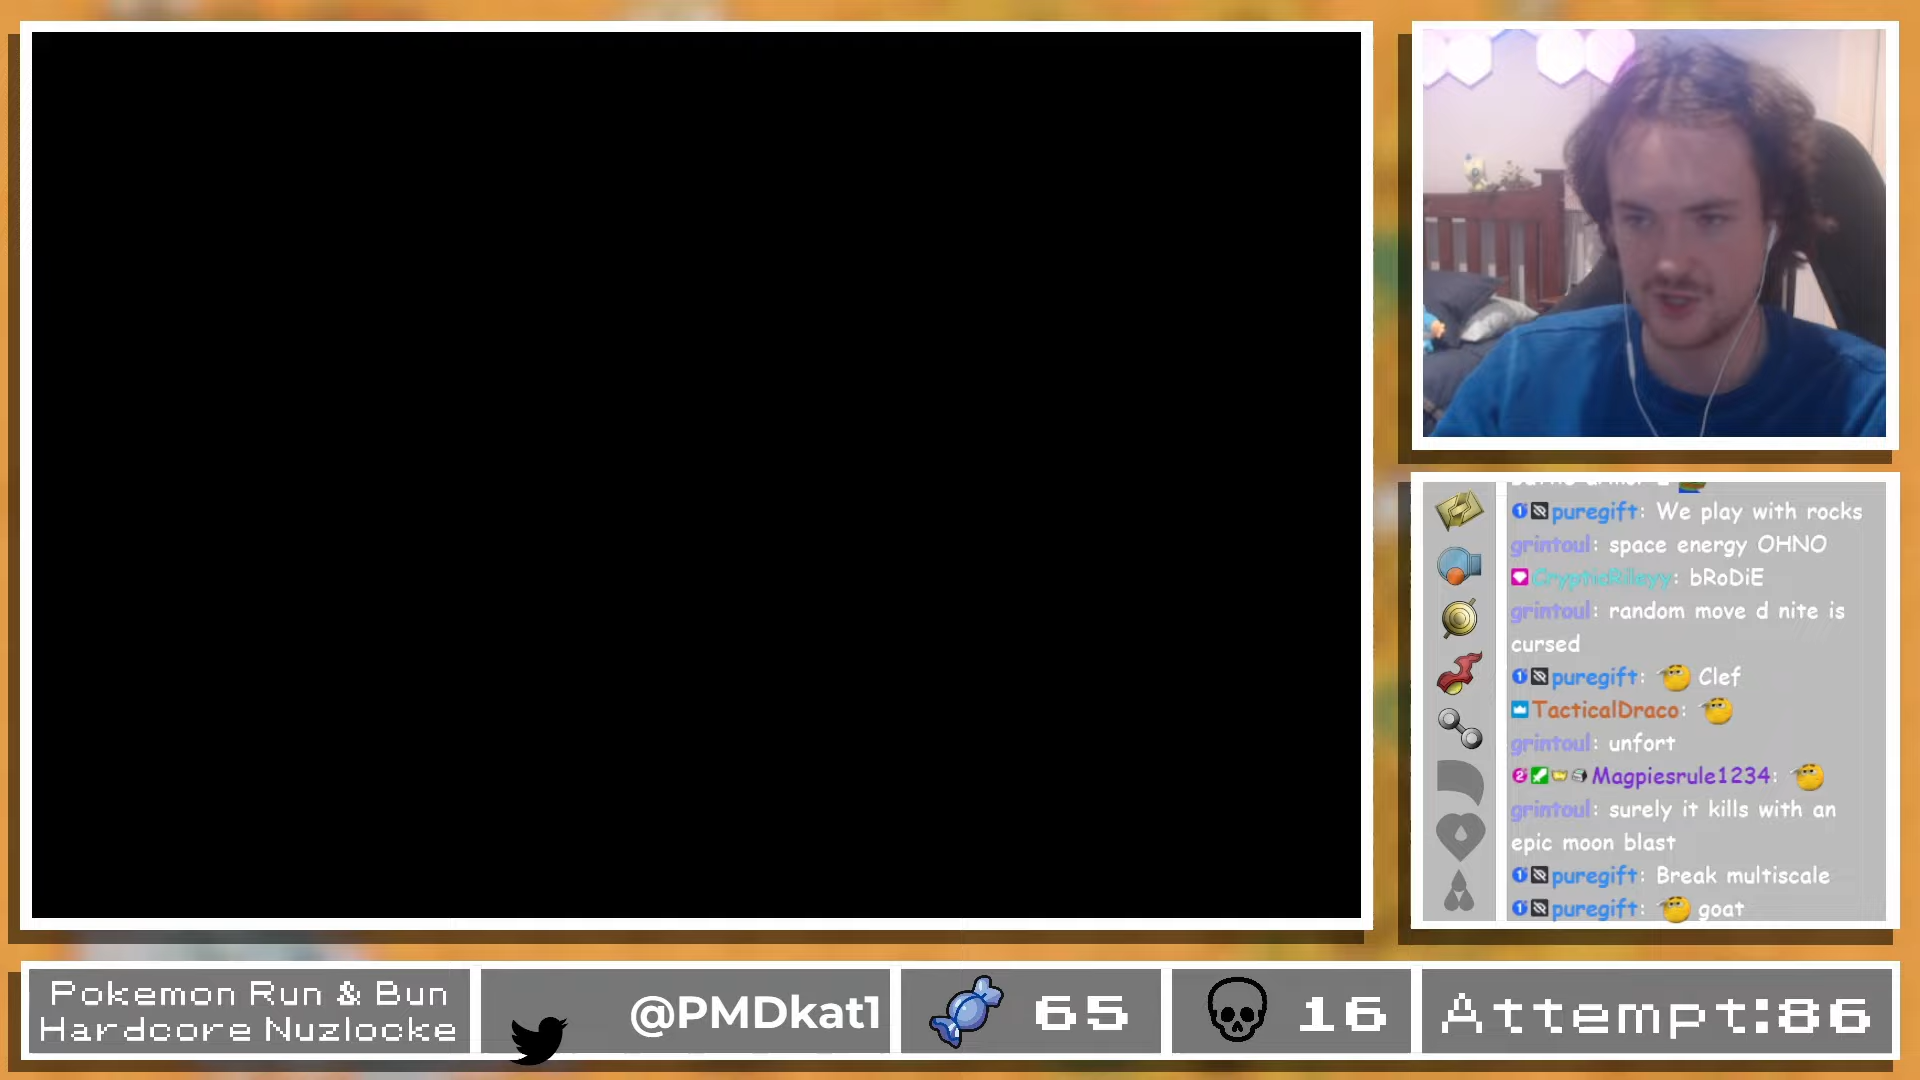 puregift: We play with rocks
grintoul: space energy OHNO
CrypticRileyy: bRoDiE
grintoul: random move d nite is
cursed
puregift: Clef
TacticalDraco:
grintoul: unfort
Magpiesrule1234:
grintoul: surely it kills with an
epic moon blast
puregift: Break multiscale
puregift: goat
Pokemon Run & Bun
Hardcore Nuzlocke
@PMDkat1
65
16
Attempt:86